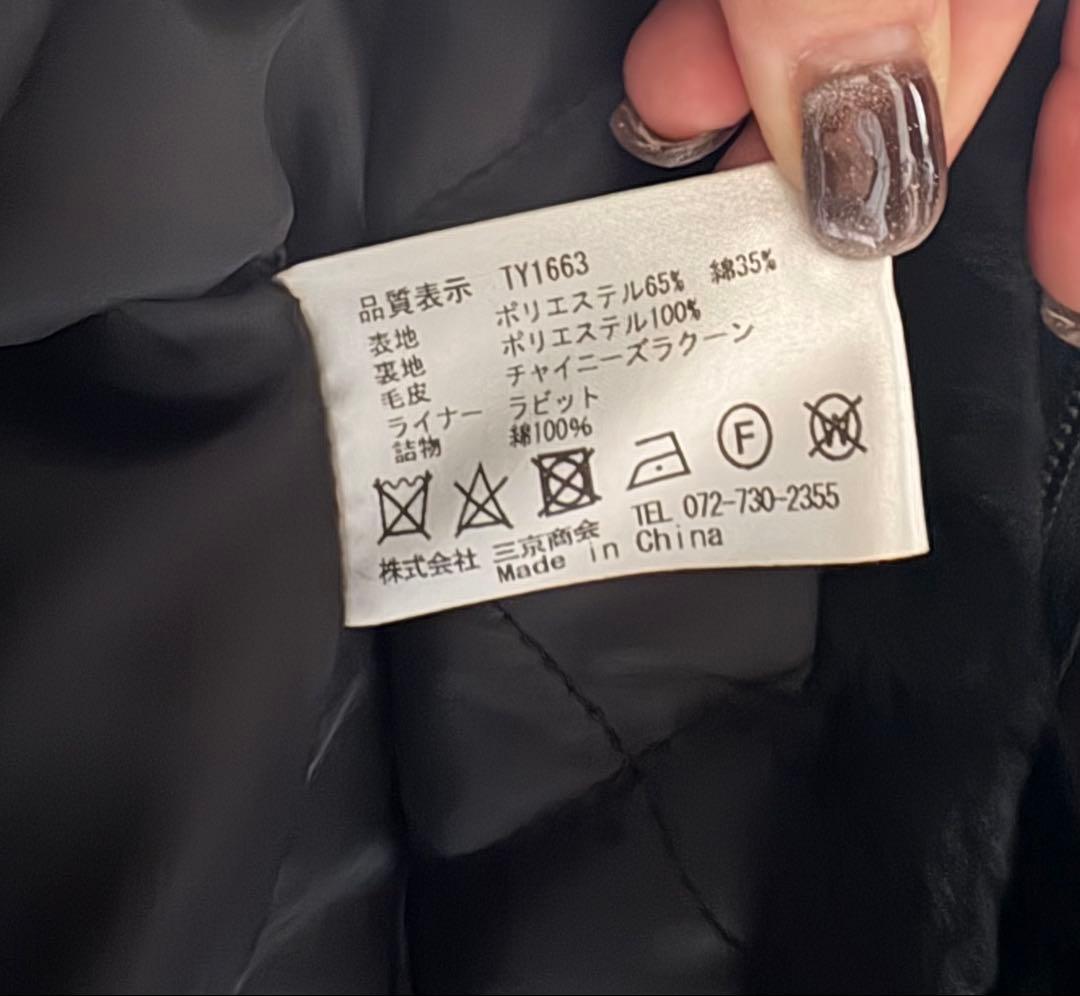 品質表示 TY1663
表地 ポリエステル65% 綿35%
裏地 ポリエステル100%
毛皮 チャイニーズラクーン
ライナー ラビット
詰物 綿100%
F W
株式会社 三京商会 TEL 072-730-2355
Made in China